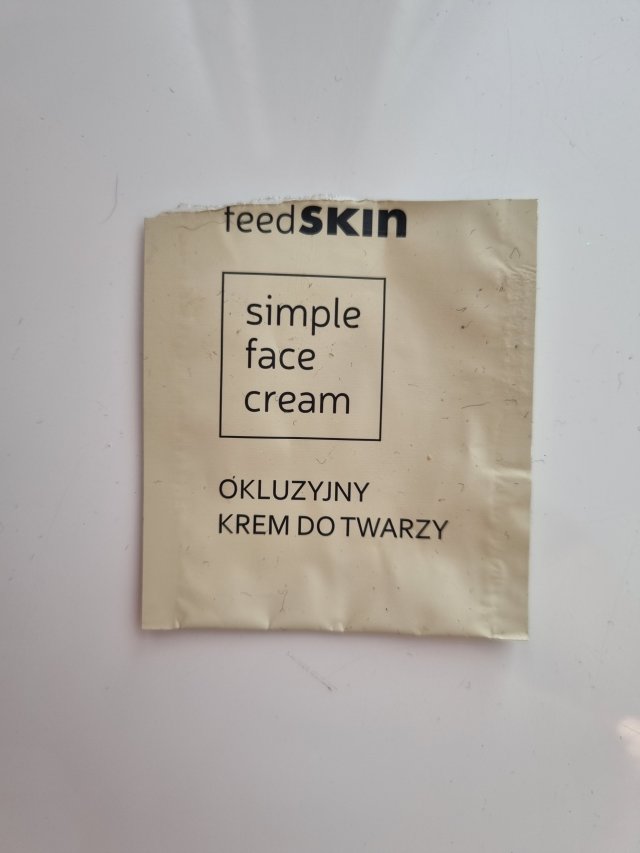 feedSKIn
simple
face
cream
OKLUZYJNY
KREM DO TWARZY